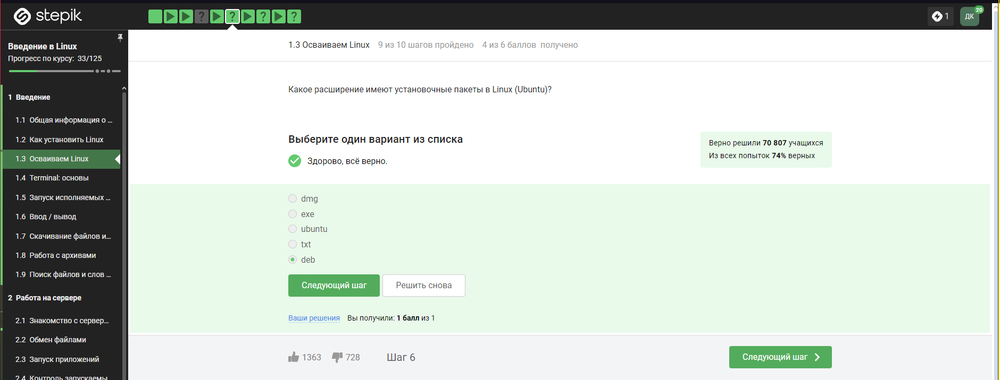 stepik
? ? ? ?
1
ДК
20
Введение в Linux
Прогресс по курсу: 33/125
1 Введение
1.1 Общая информация о ...
1.2 Как установить Linux
1.3 Осваиваем Linux
1.4 Terminal: основы
1.5 Запуск исполняемых ...
1.6 Ввод / вывод
1.7 Скачивание файлов и...
1.8 Работа с архивами
1.9 Поиск файлов и слов ...
2 Работа на сервере
2.1 Знакомство с сервер...
2.2 Обмен файлами
2.3 Запуск приложений
2.4 Контроль запускаемы
1.3 Осваиваем Linux 9 из 10 шагов пройдено 4 из 6 баллов получено
Какое расширение имеют установочные пакеты в Linux (Ubuntu)?
Выберите один вариант из списка
Здорово, всё верно.
Верно решили 70 807 учащихся
Из всех попыток 74% верных
dmg
exe
ubuntu
txt
deb
Следующий шаг Решить снова
Ваши решения Вы получили: 1 балл из 1
1363 728 Шаг 6 Следующий шаг